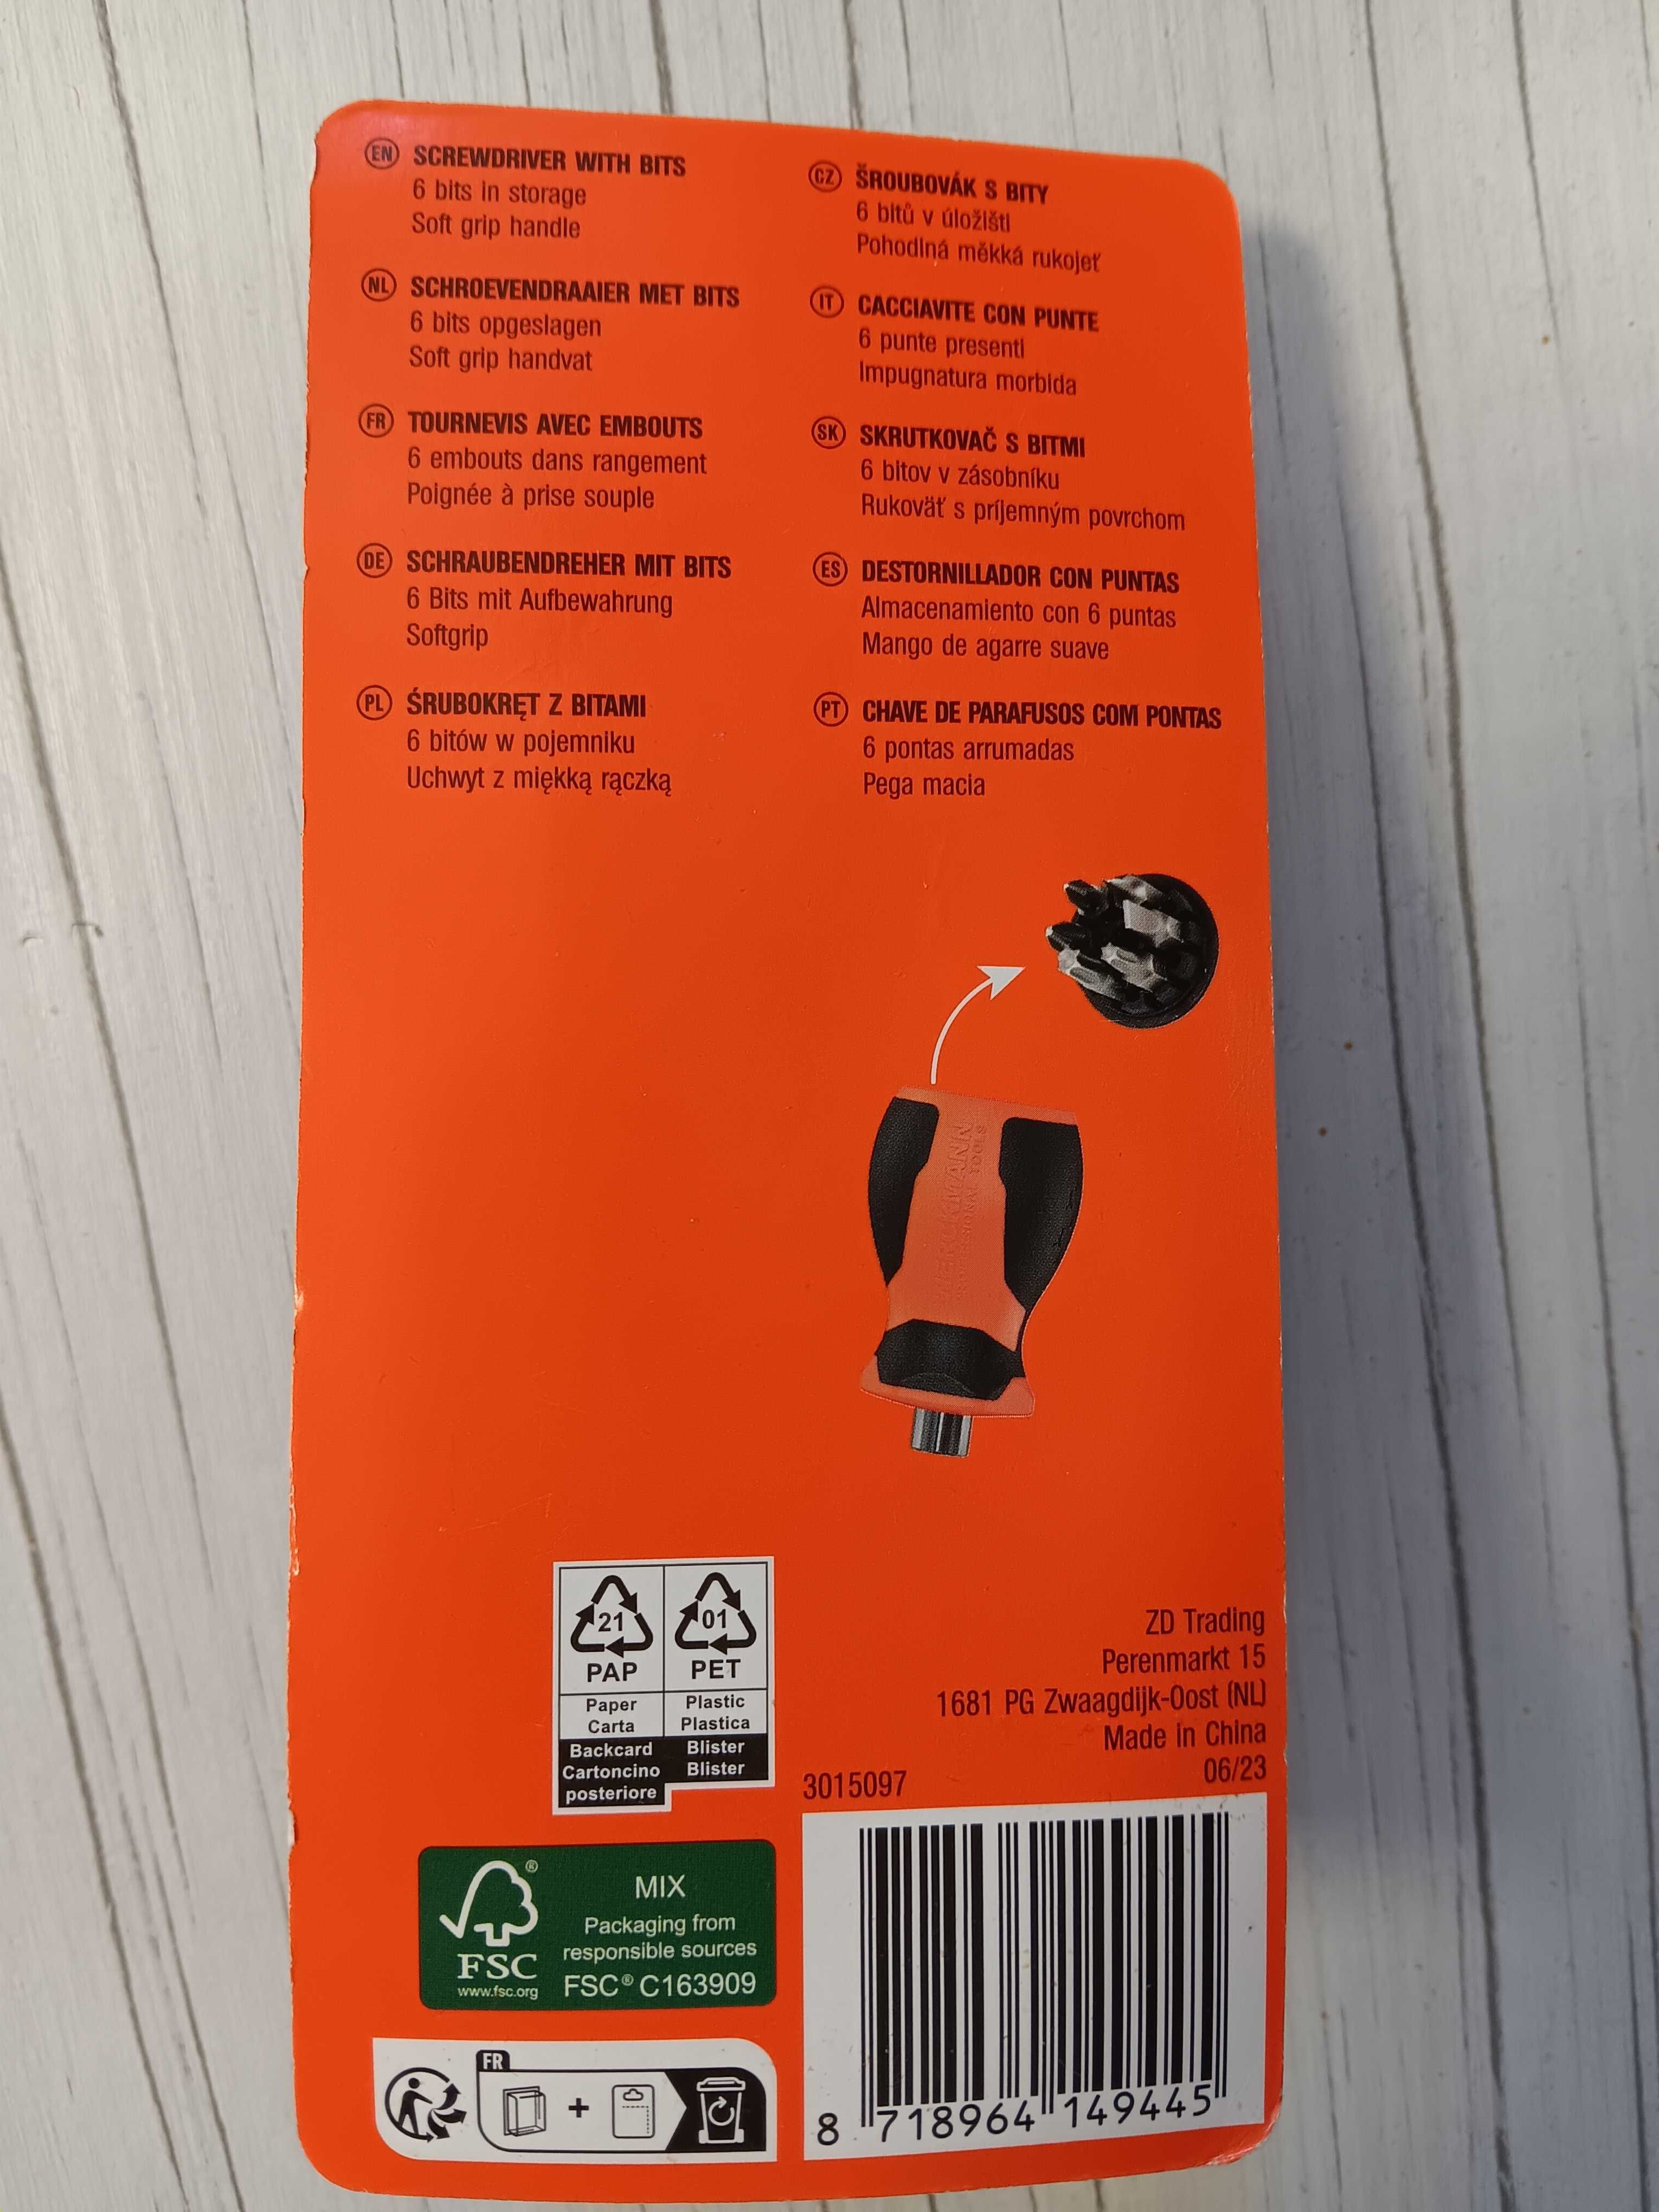 EN SCREWDRIVER WITH BITS
6 bits in storage
Soft grip handle
NL SCHROEVENDRAAIER MET BITS
6 bits opgeslagen
Soft grip handvat
FR TOURNEVIS AVEC EMBOUTS
6 embouts dans rangement
Poignée à prise souple
DE SCHRAUBENDREHER MIT BITS
6 Bits mit Aufbewahrung
Softgrip
PL ŚRUBOKRĘT Z BITAMI
6 bitów w pojemniku
Uchwyt z miękką rączką
CZ ŠROUBOVÁK S BITY
6 bitů v úložišti
Pohodlná měkká rukojeť
IT CACCIAVITE CON PUNTE
6 punte presenti
Impugnatura morbida
SK SKRUTKOVAČ S BITMI
6 bitov v zásobníku
Rukoväť s príjemným povrchom
ES DESTORNILLADOR CON PUNTAS
Almacenamiento con 6 puntas
Mango de agarre suave
PT CHAVE DE PARAFUSOS COM PONTAS
6 pontas arrumadas
Pega macia
WERCKMANN
PROFESSIONAL TOOLS
21 01
PAP PET
Paper Plastic
Carta Plastica
Backcard Blister
Cartoncino Blister
posteriore
ZD Trading
Perenmarkt 15
1681 PG Zwaagdijk-Oost (NL)
Made in China
06/23
3015097
MIX
Packaging from
responsible sources
FSC® C163909
FSC ®
www.fsc.org
FR
+
8 718964 149445